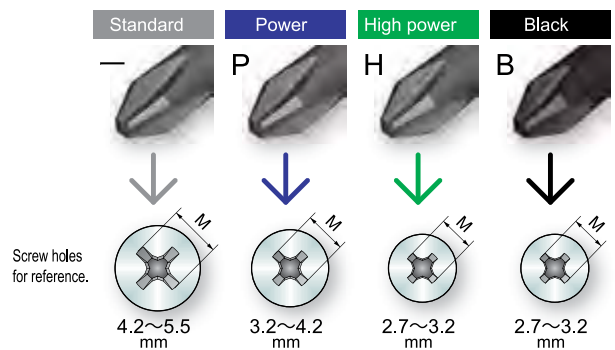 Standard
Power
High power
Black
—
P
H
B
M
M
M
M
Screw holes
for reference.
4.2～5.5
mm
3.2～4.2
mm
2.7～3.2
mm
2.7～3.2
mm